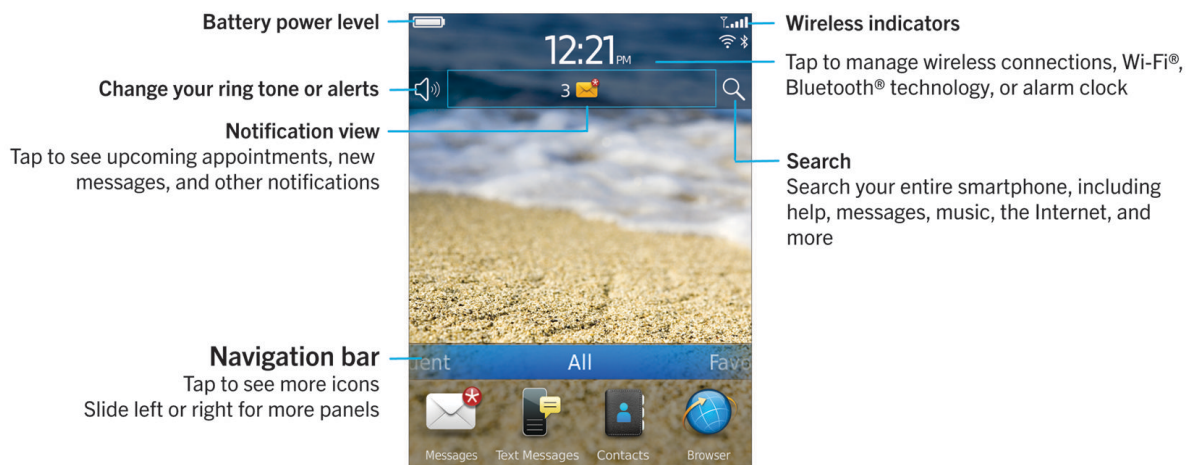 Battery power level
Change your ring tone or alerts
Notification view
Tap to see upcoming appointments, new
messages, and other notifications
Navigation bar
Tap to see more icons
Slide left or right for more panels
12:21 PM
3
All
Messages
Text Messages
Contacts
Browser
Wireless indicators
Tap to manage wireless connections, Wi-Fi®,
Bluetooth® technology, or alarm clock
Search
Search your entire smartphone, including
help, messages, music, the Internet, and
more